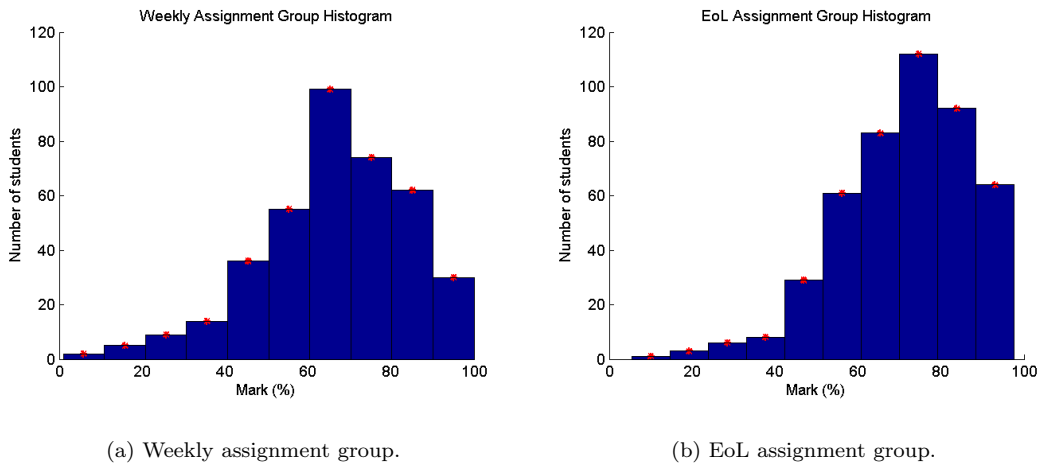 Weekly Assignment Group Histogram
120
100
80
60
40
20
0
Number of students
0 20 40 60 80 100
Mark (%)
(a) Weekly assignment group.
EoL Assignment Group Histogram
120
100
80
60
40
20
0
Number of students
0 20 40 60 80 100
Mark (%)
(b) EoL assignment group.